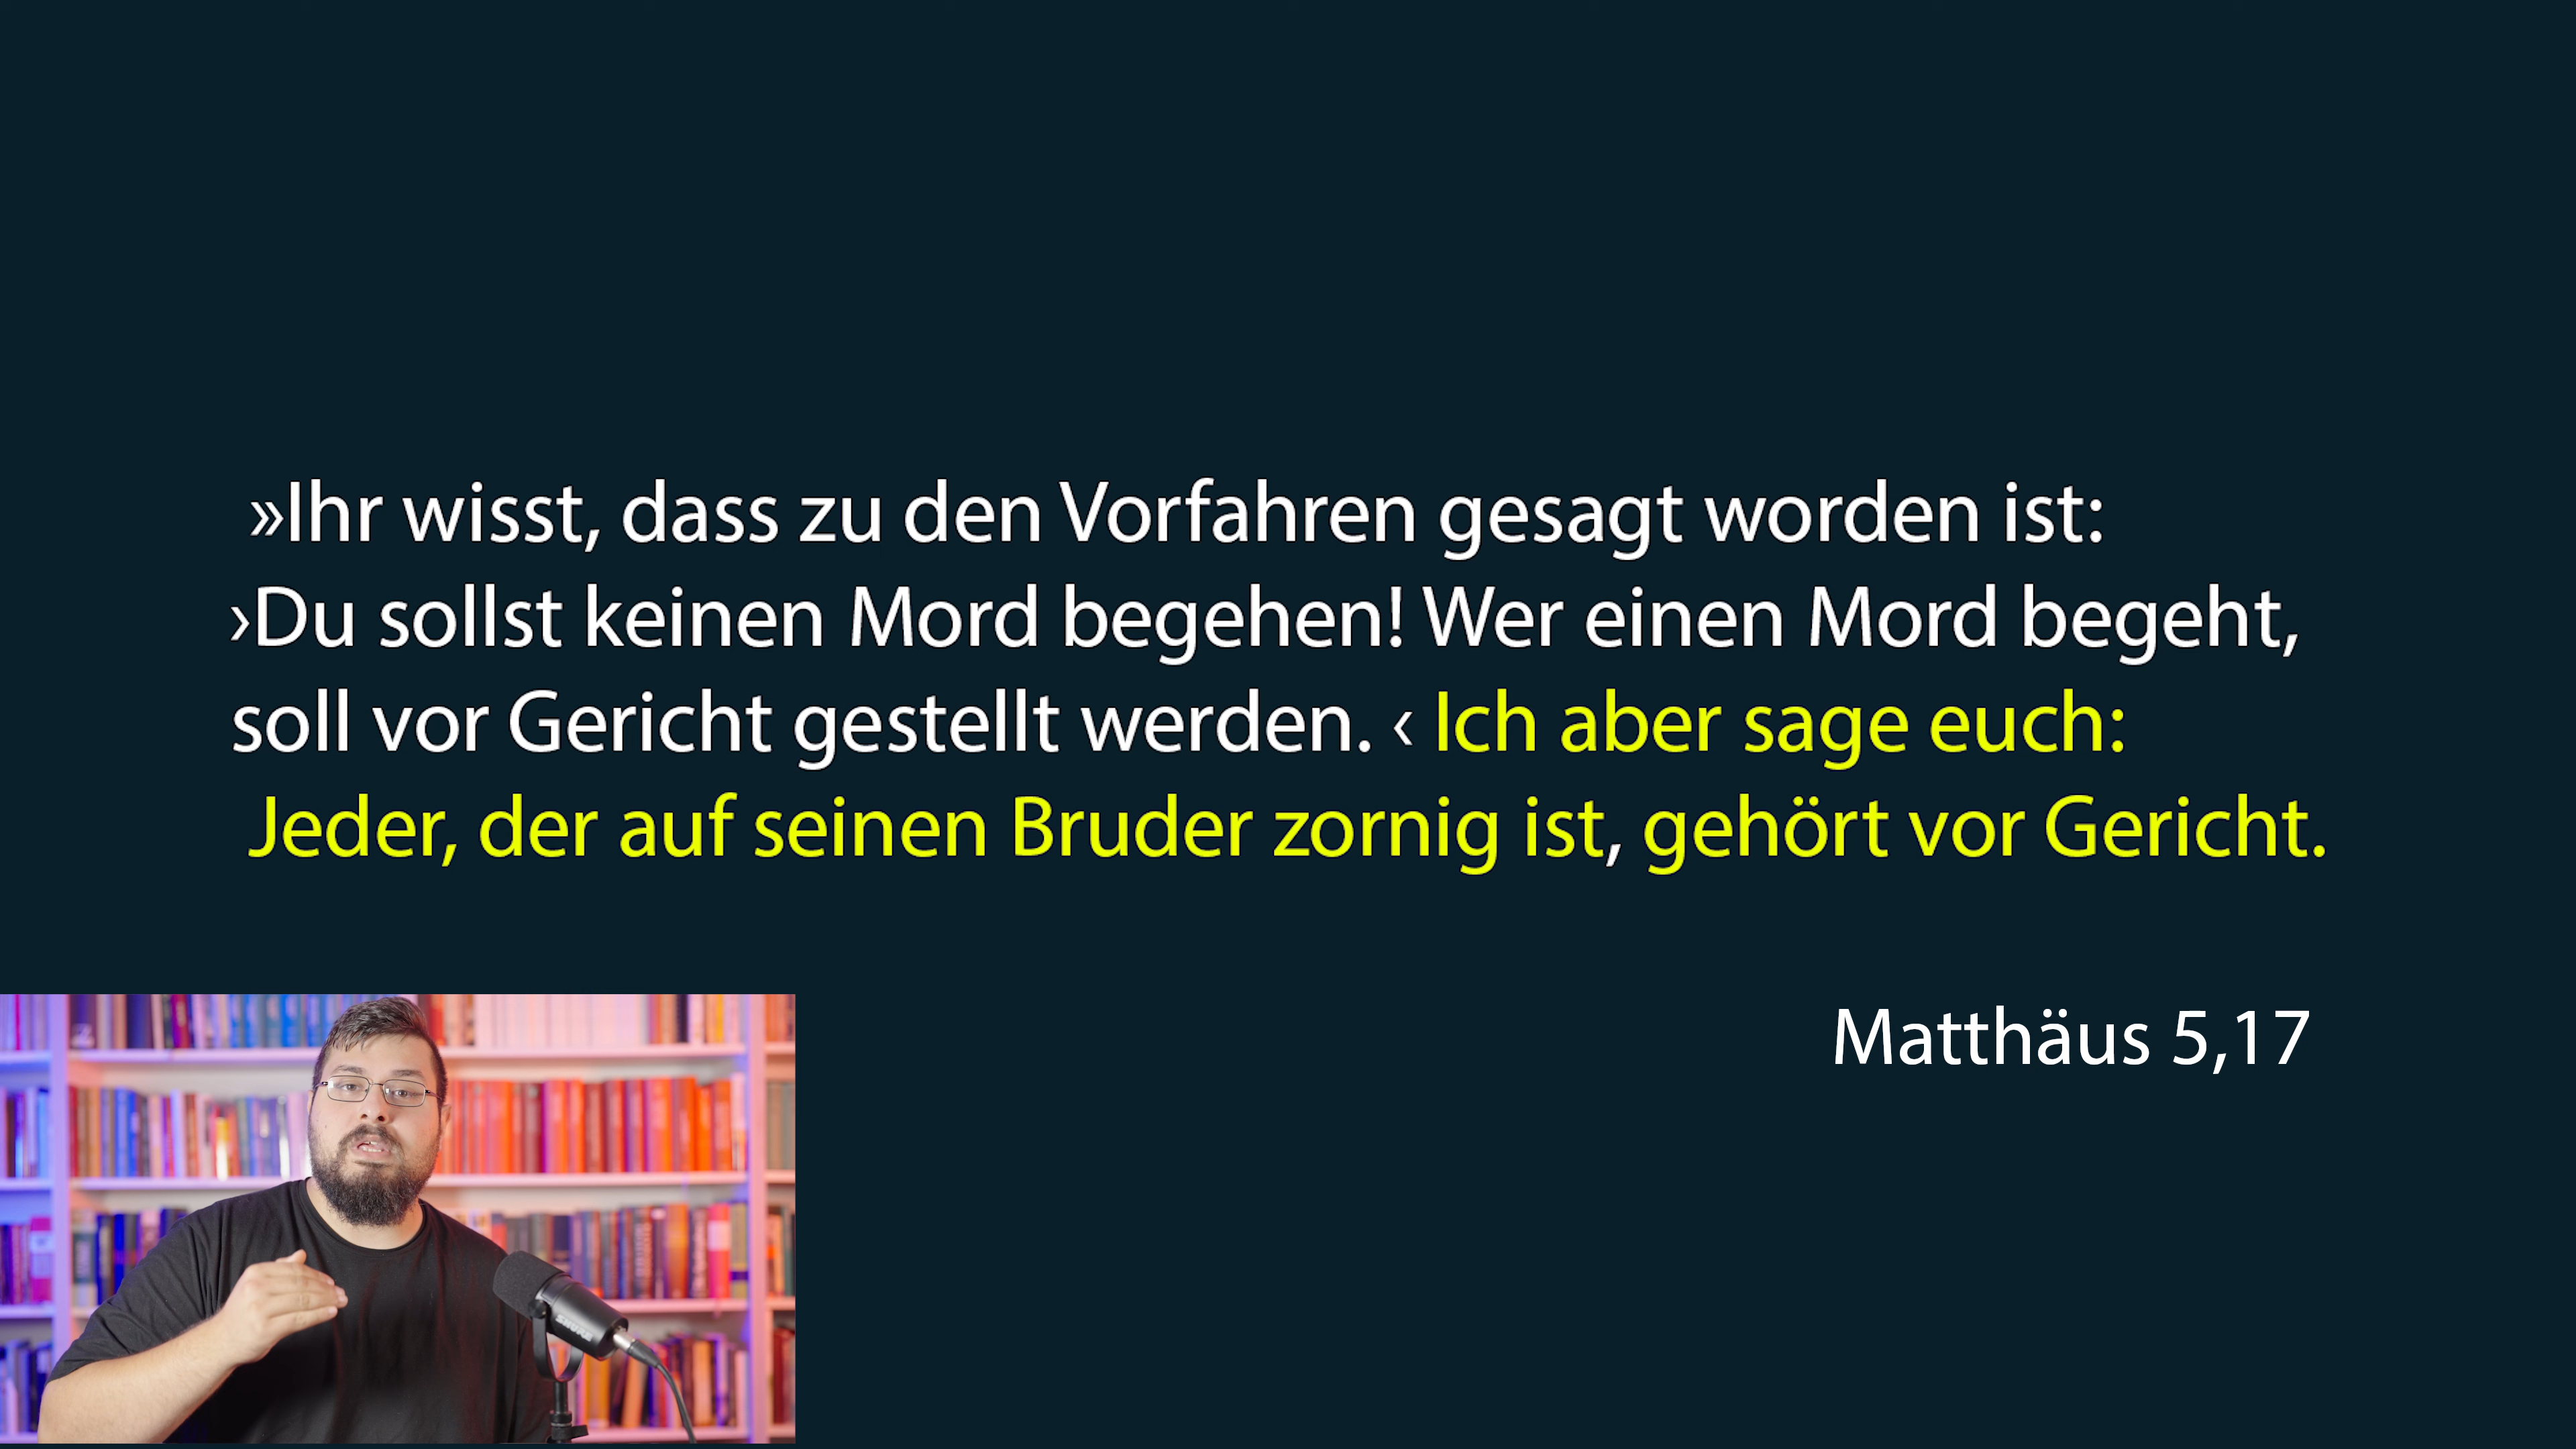 »Ihr wisst, dass zu den Vorfahren gesagt worden ist:
›Du sollst keinen Mord begehen! Wer einen Mord begeht,
soll vor Gericht gestellt werden. ‹ Ich aber sage euch:
Jeder, der auf seinen Bruder zornig ist, gehört vor Gericht.
Matthäus 5,17
SHURE